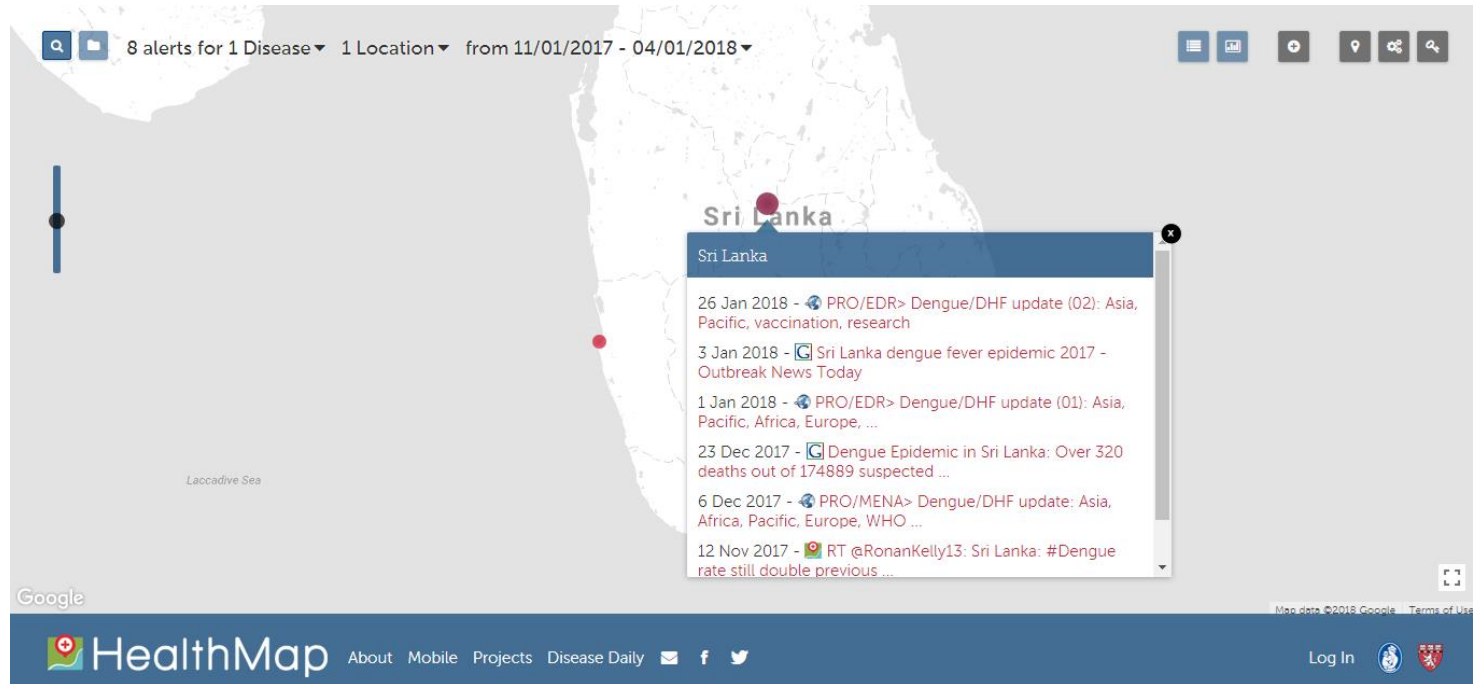 8 alerts for 1 Disease 1 Location from 11/01/2017 - 04/01/2018
Sri Lanka
Sri Lanka
26 Jan 2018 - PRO/EDR> Dengue/DHF update (02): Asia,
Pacific, vaccination, research
3 Jan 2018 - G Sri Lanka dengue fever epidemic 2017 -
Outbreak News Today
1 Jan 2018 - PRO/EDR> Dengue/DHF update (01): Asia,
Pacific, Africa, Europe, ...
23 Dec 2017 - G Dengue Epidemic in Sri Lanka: Over 320
deaths out of 174889 suspected ...
6 Dec 2017 - PRO/MENA> Dengue/DHF update: Asia,
Africa, Pacific, Europe, WHO ...
12 Nov 2017 - RT @RonanKelly13: Sri Lanka: #Dengue
rate still double previous ...
Laccadive Sea
Google
Map data ©2018 Google Terms of Use
HealthMap About Mobile Projects Disease Daily Log In